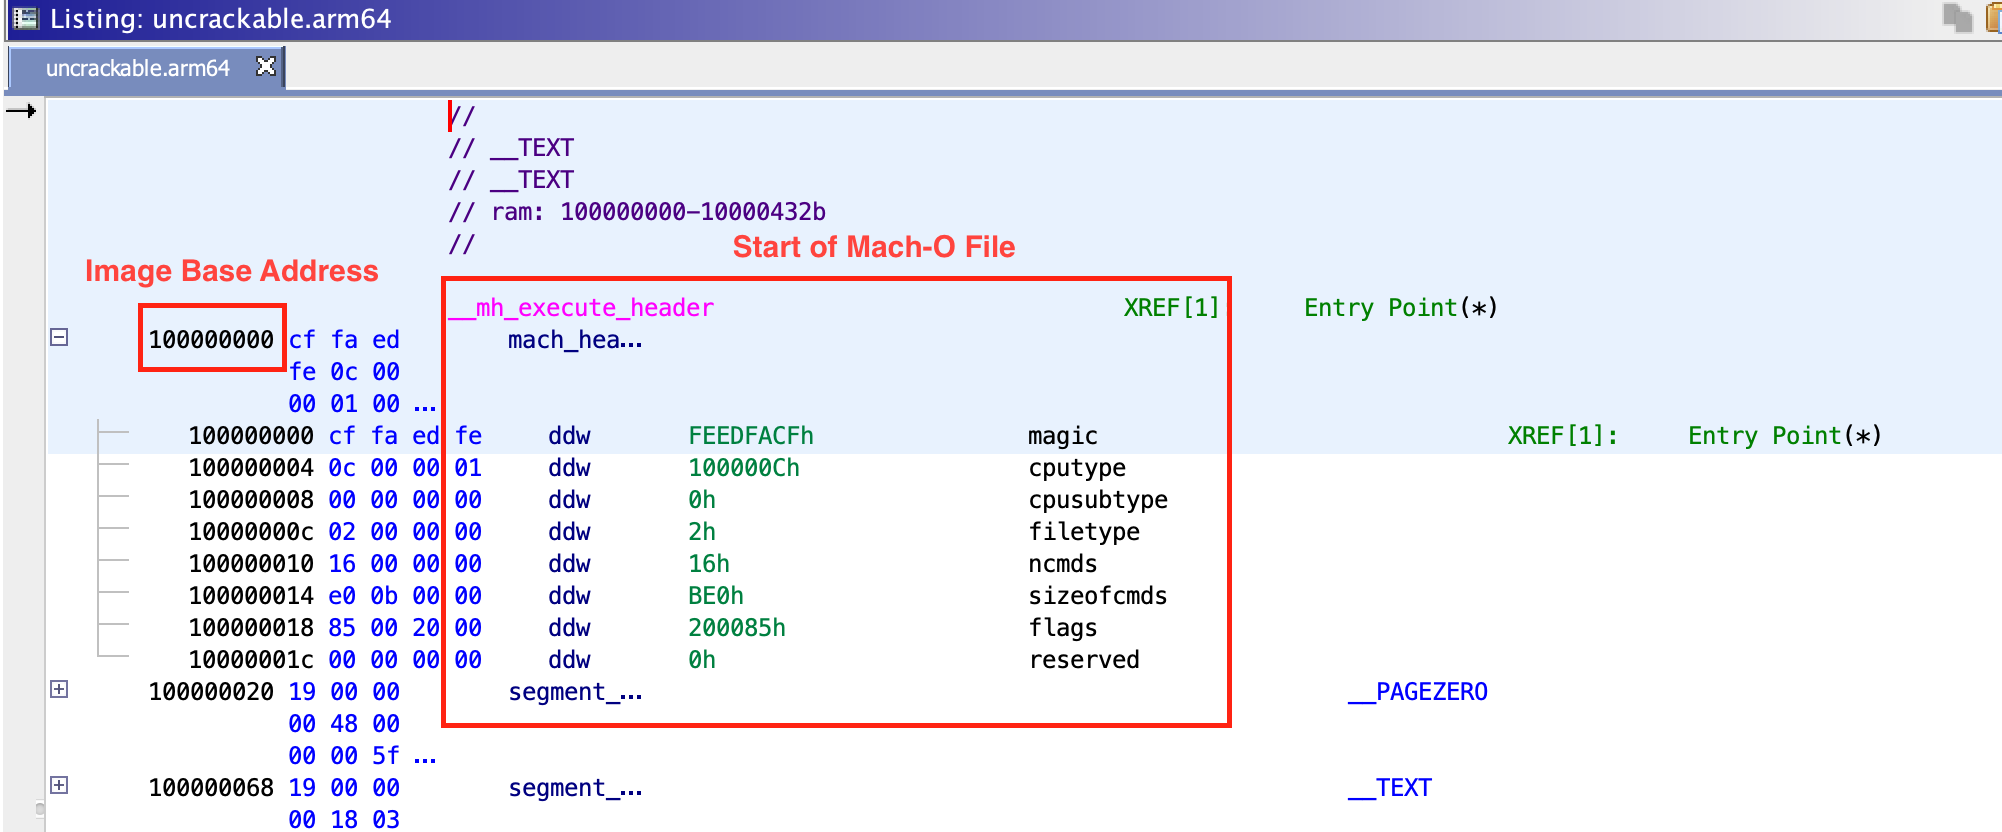 Listing: uncrackable.arm64
uncrackable.arm64
//
// __TEXT
// __TEXT
// ram: 100000000-10000432b
//
Start of Mach-O File
Image Base Address
__mh_execute_header XREF[1] Entry Point(*)
100000000 cf fa ed mach_hea...
fe 0c 00
00 01 00 ...
100000000 cf fa ed fe ddw FEEDFACFh magic XREF[1]: Entry Point(*)
100000004 0c 00 00 01 ddw 100000Ch cputype
100000008 00 00 00 00 ddw 0h cpusubtype
10000000c 02 00 00 00 ddw 2h filetype
100000010 16 00 00 00 ddw 16h ncmds
100000014 e0 0b 00 00 ddw BE0h sizeofcmds
100000018 85 00 20 00 ddw 200085h flags
10000001c 00 00 00 00 ddw 0h reserved
100000020 19 00 00 segment_... __PAGEZERO
00 48 00
00 00 5f ...
100000068 19 00 00 segment_... __TEXT
00 18 03